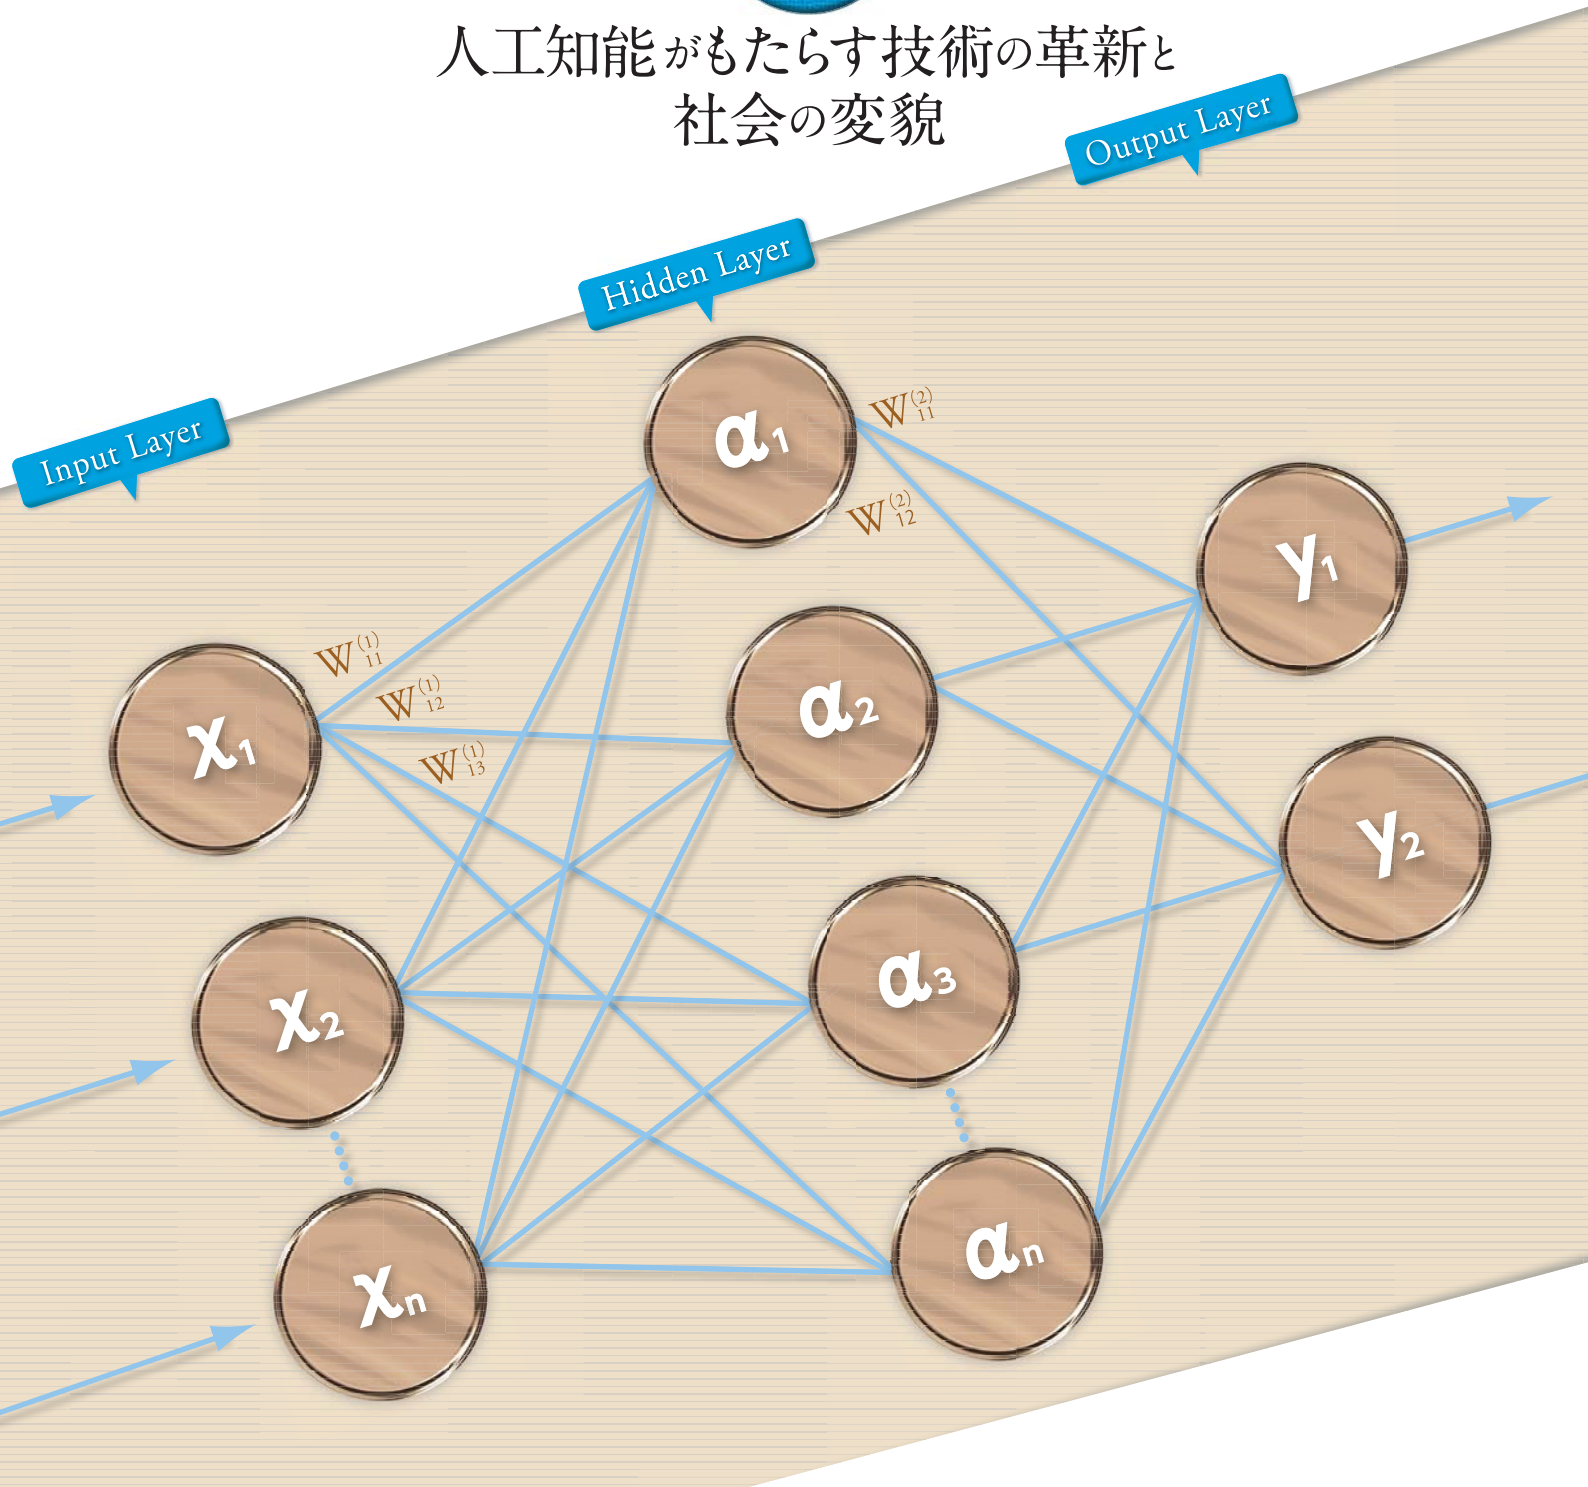 人工知能がもたらす技術の革新と
社会の変貌
Output Layer
Hidden Layer
Input Layer
α1
W(2)11
W(2)12
y1
W(1)11
W(1)12
W(1)13
x1
α2
y2
x2
α3
xn
αn